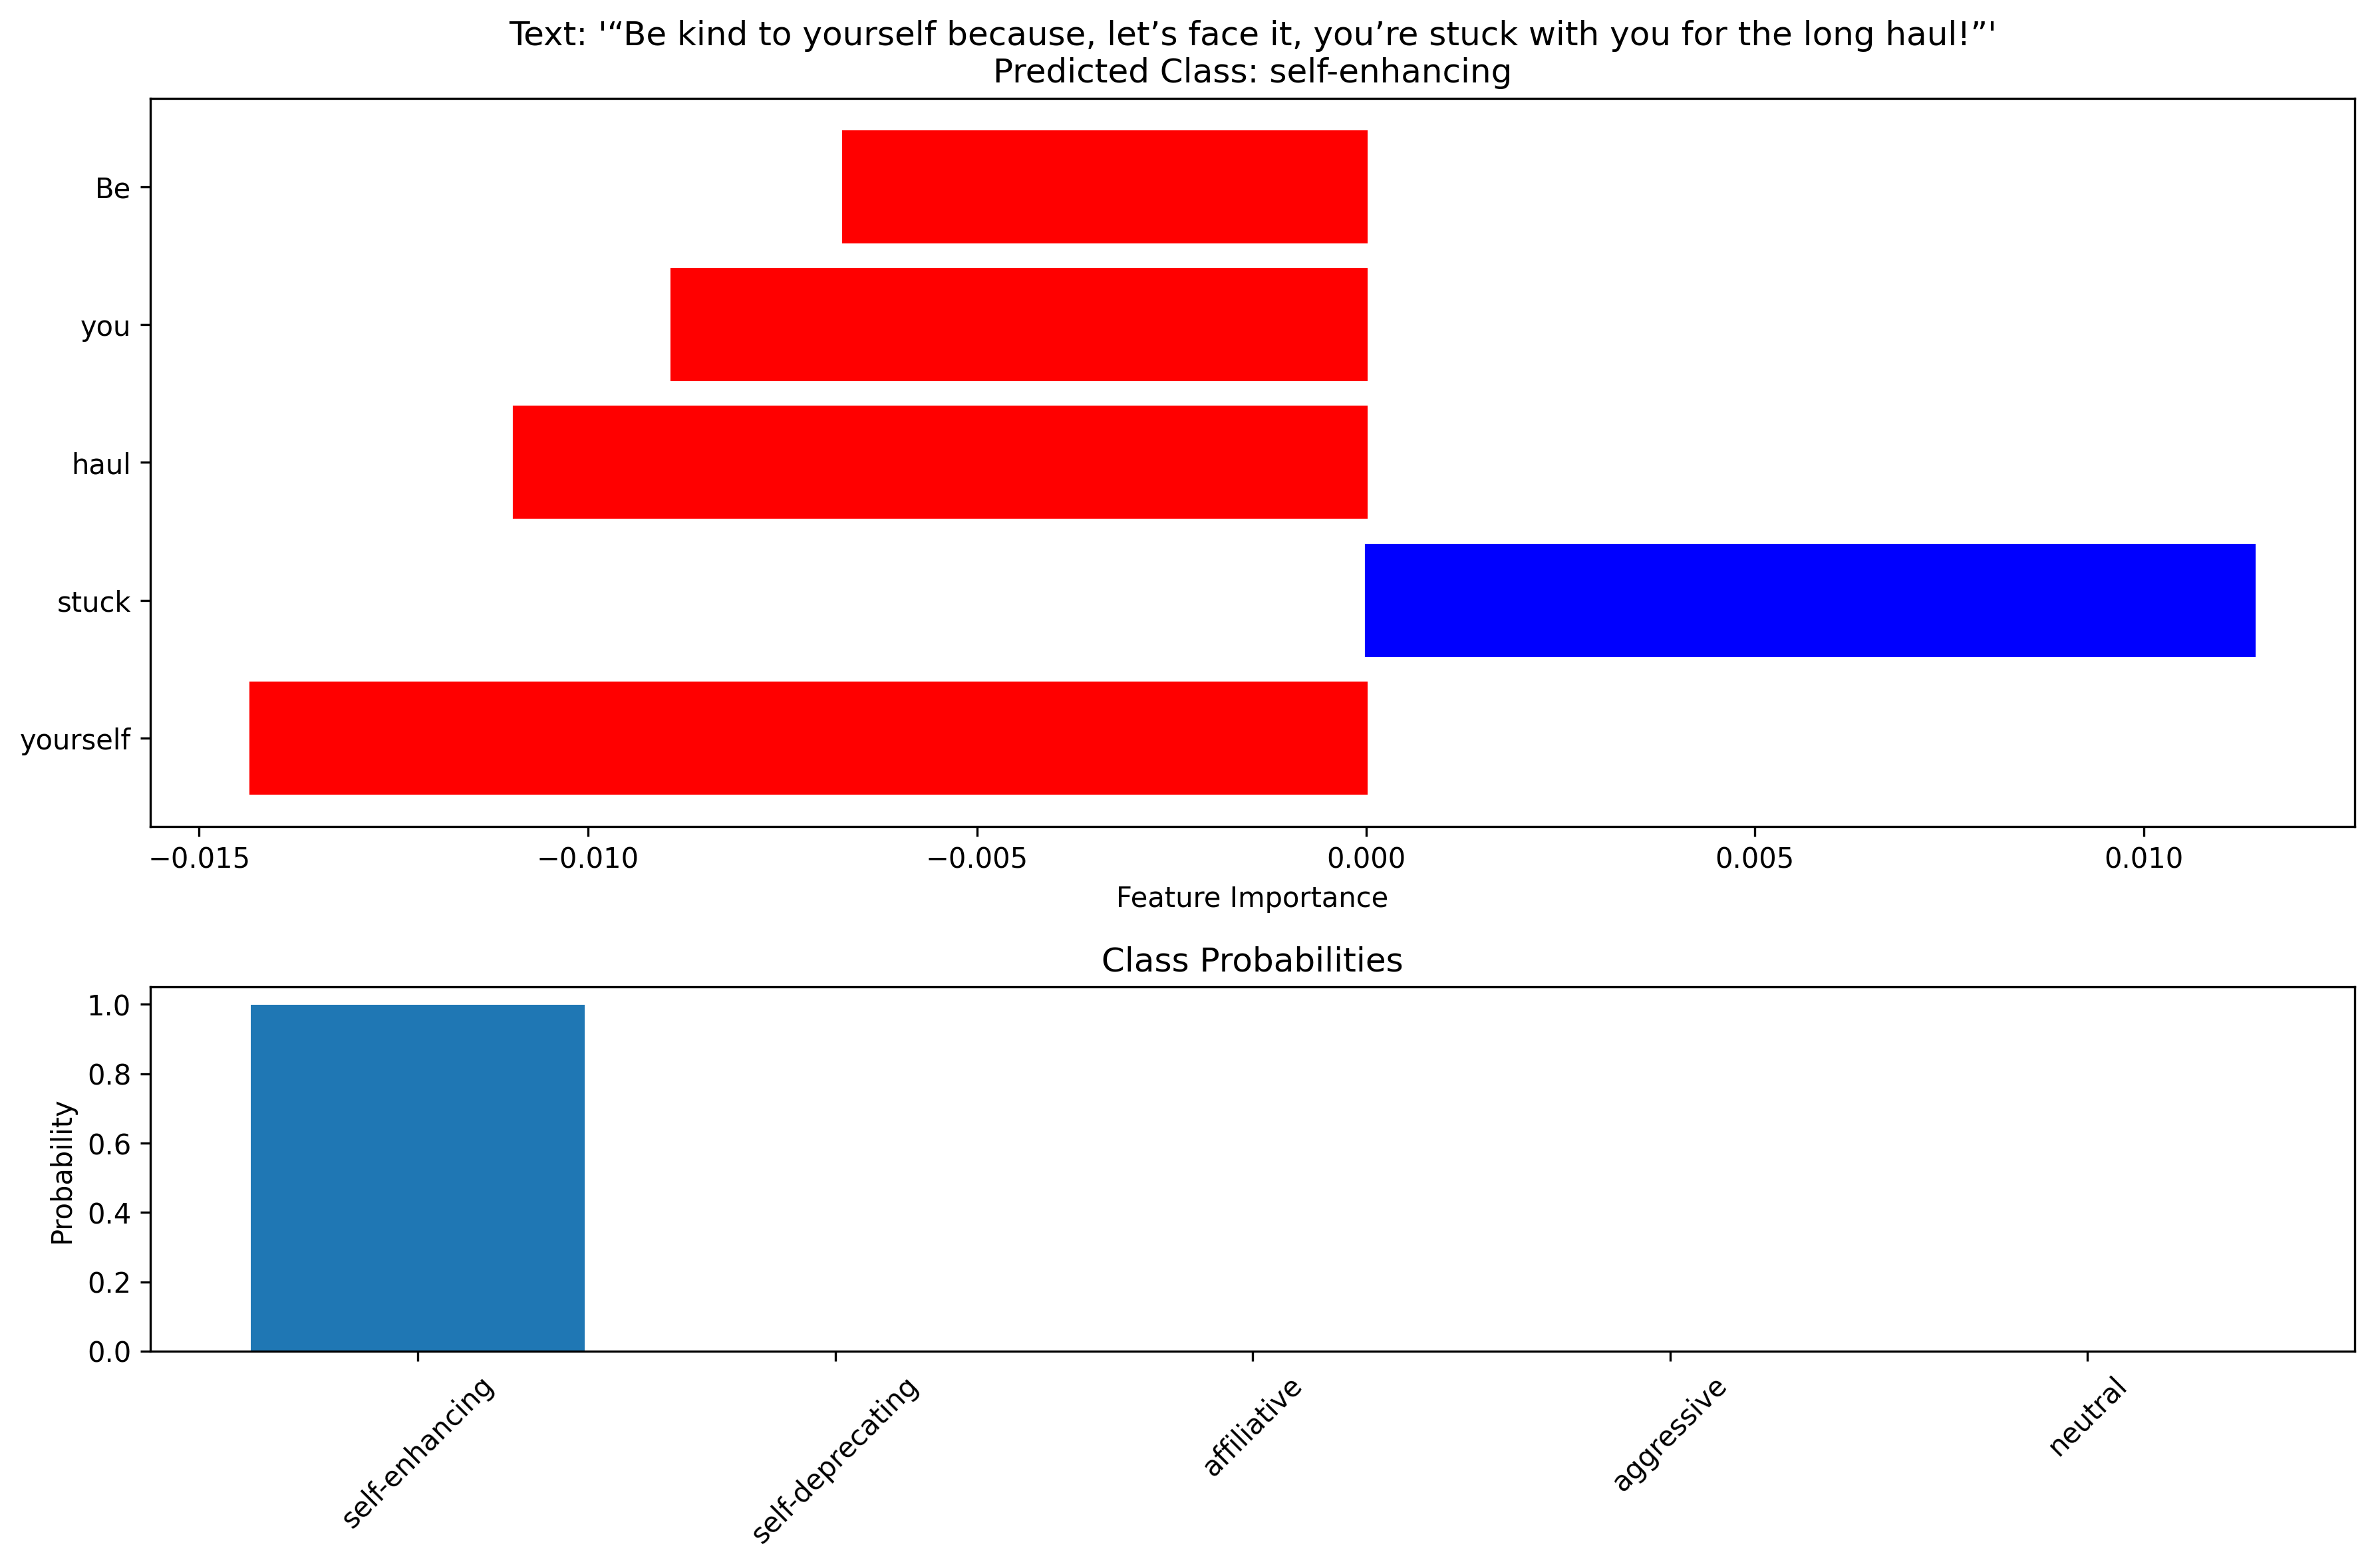 Text: '“Be kind to yourself because, let’s face it, you’re stuck with you for the long haul!”'
Predicted Class: self-enhancing
Be
you
haul
stuck
yourself
−0.015
−0.010
−0.005
0.000
0.005
0.010
Feature Importance
Class Probabilities
Probability
1.0
0.8
0.6
0.4
0.2
0.0
self-enhancing
self-deprecating
affiliative
aggressive
neutral